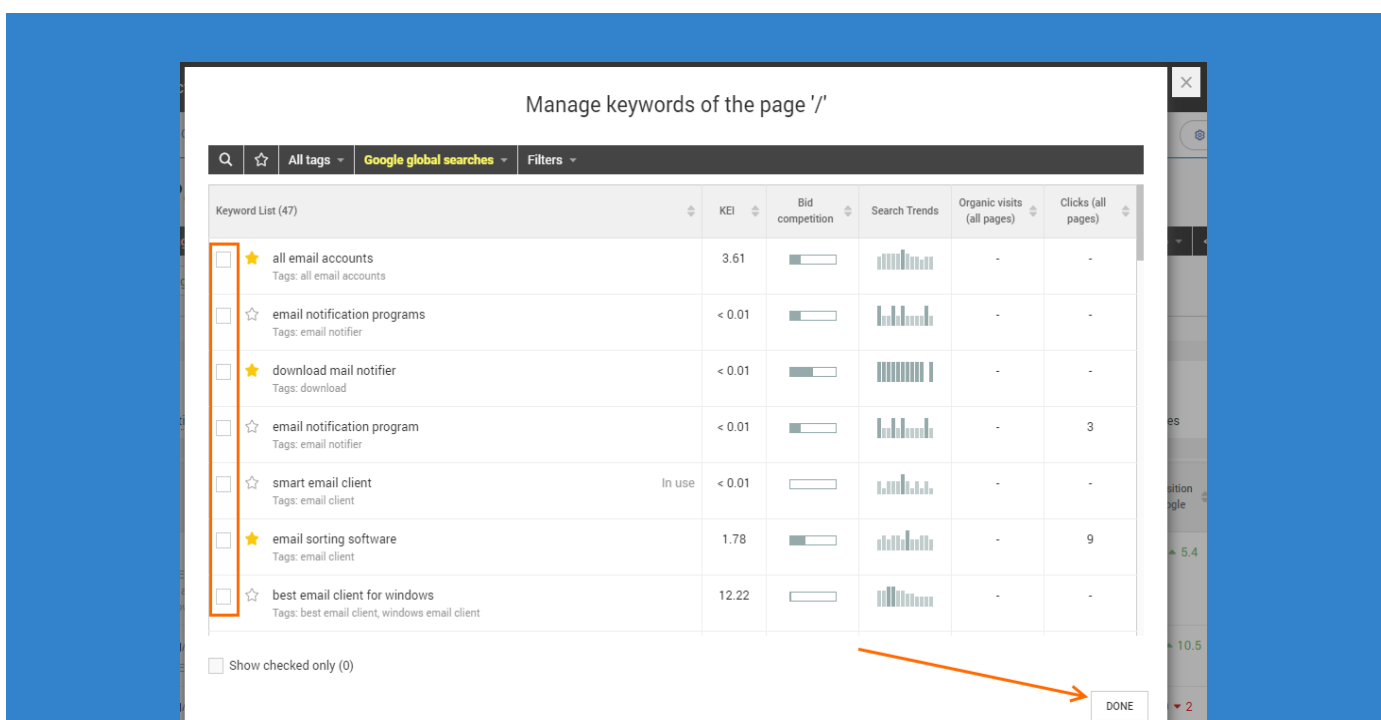 Manage keywords of the page '/'
All tags Google global searches Filters
Keyword List (47) KEI Bid competition Search Trends Organic visits (all pages) Clicks (all pages)
all email accounts 3.61 - -
Tags: all email accounts
email notification programs < 0.01 - -
Tags: email notifier
download mail notifier < 0.01 - -
Tags: download
email notification program < 0.01 - 3
Tags: email notifier
es
smart email client In use < 0.01 - -
Tags: email client
sition
ogle
email sorting software 1.78 - 9
Tags: email client
5.4
best email client for windows 12.22 - -
Tags: best email client, windows email client
10.5
Show checked only (0)
DONE
2